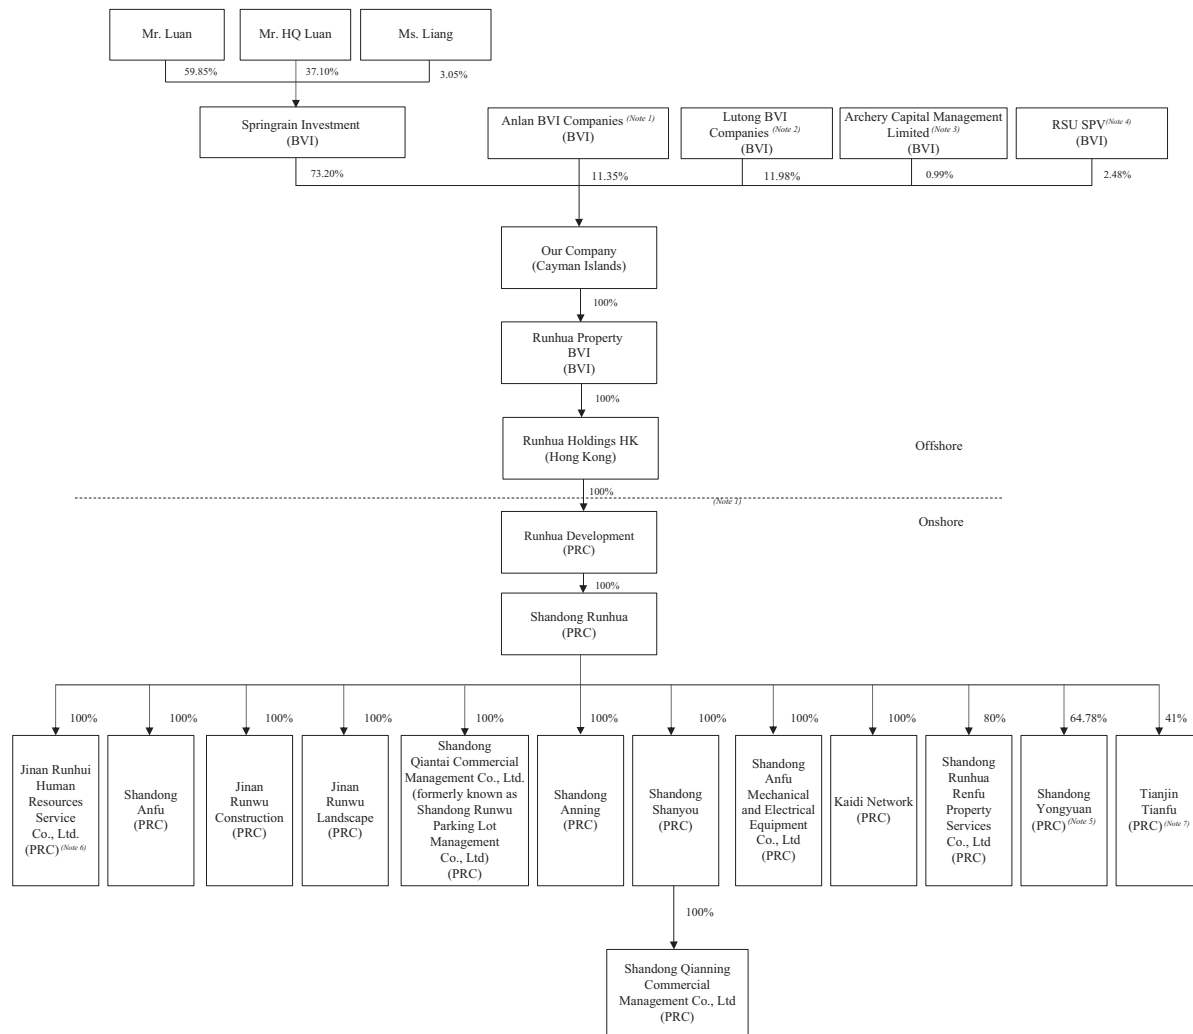 Mr. Luan
Mr. HQ Luan
Ms. Liang
59.85%
37.10%
3.05%
Springrain Investment
(BVI)
Anlan BVI Companies (Note 1)
(BVI)
Lutong BVI
Companies (Note 2)
(BVI)
Archery Capital Management
Limited (Note 3)
(BVI)
RSU SPV(Note 4)
(BVI)
73.20%
11.35%
11.98%
0.99%
2.48%
Our Company
(Cayman Islands)
100%
Runhua Property
BVI
(BVI)
100%
Runhua Holdings HK
(Hong Kong)
Offshore
100%
(Note 1)
Onshore
Runhua Development
(PRC)
100%
Shandong Runhua
(PRC)
100%
100%
100%
100%
100%
100%
100%
100%
100%
80%
64.78%
41%
Jinan Runhui
Human
Resources
Service
Co., Ltd.
(PRC) (Note 6)
Shandong
Anfu
(PRC)
Jinan
Runwu
Construction
(PRC)
Jinan
Runwu
Landscape
(PRC)
Shandong
Qiantai Commercial
Management Co., Ltd.
(formerly known as
Shandong Runwu
Parking Lot
Management
Co., Ltd)
(PRC)
Shandong
Anning
(PRC)
Shandong
Shanyou
(PRC)
Shandong
Anfu
Mechanical
and Electrical
Equipment
Co., Ltd
(PRC)
Kaidi Network
(PRC)
Shandong
Runhua
Renfu
Property
Services
Co., Ltd
(PRC)
Shandong
Yongyuan
(PRC) (Note 5)
Tianjin
Tianfu
(PRC) (Note 7)
100%
Shandong Qianning
Commercial
Management Co., Ltd
(PRC)